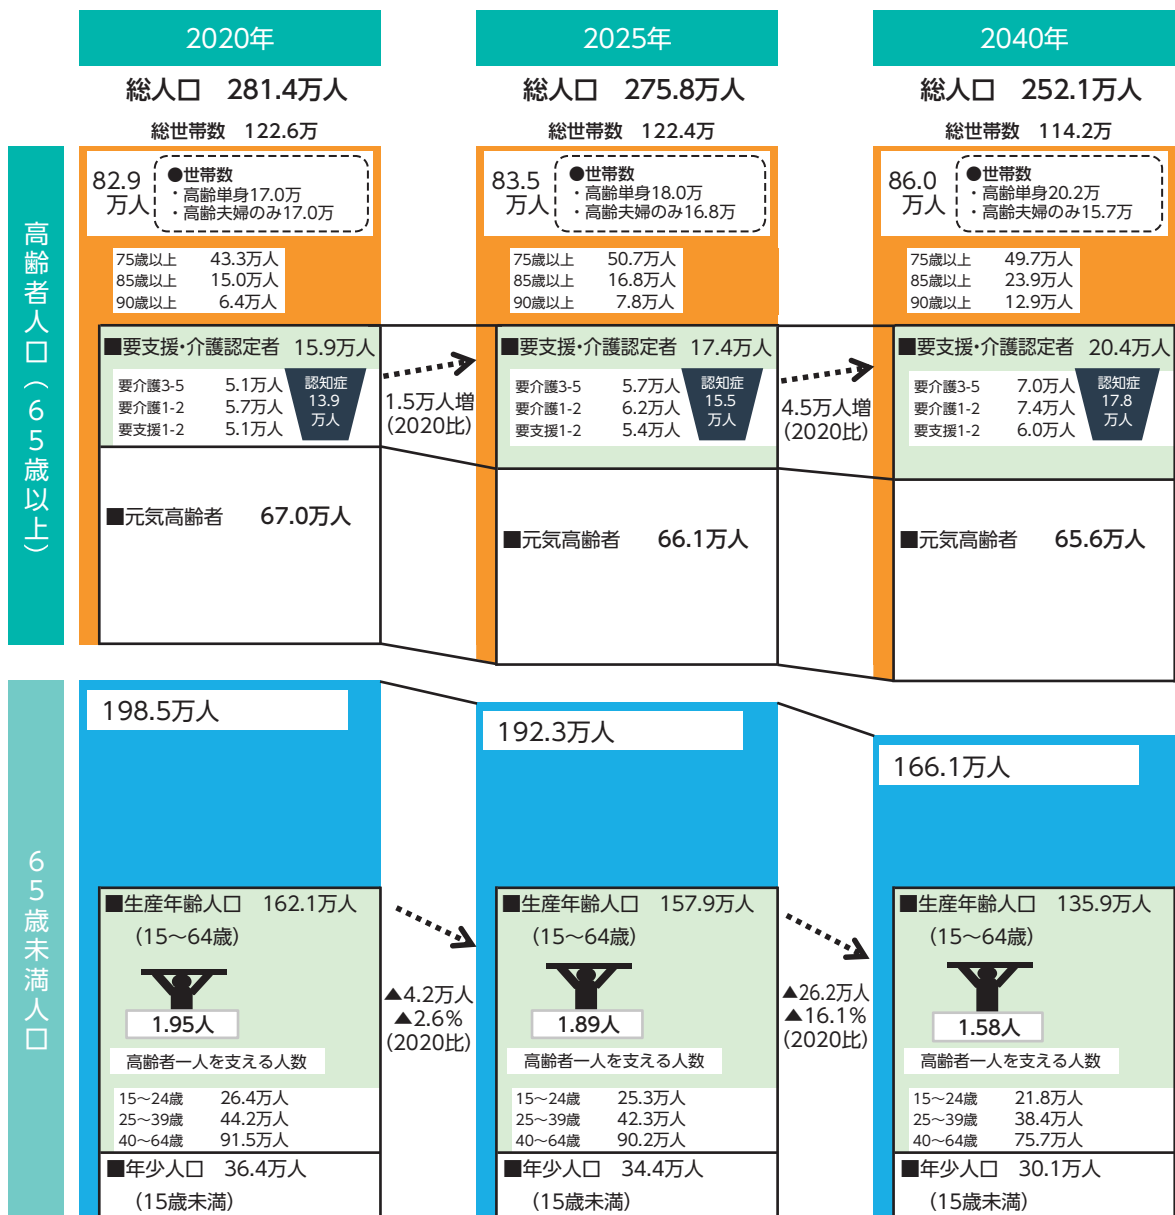 2020年
2025年
2040年
総人口 281.4万人
総人口 275.8万人
総人口 252.1万人
総世帯数 122.6万
総世帯数 122.4万
総世帯数 114.2万
高齢者人口（65歳以上）
82.9万人
●世帯数
・高齢単身17.0万
・高齢夫婦のみ17.0万
75歳以上 43.3万人
85歳以上 15.0万人
90歳以上 6.4万人
■要支援・介護認定者 15.9万人
要介護3-5 5.1万人
要介護1-2 5.7万人
要支援1-2 5.1万人
認知症
13.9
万人
■元気高齢者 67.0万人
1.5万人増
(2020比)
83.5万人
●世帯数
・高齢単身18.0万
・高齢夫婦のみ16.8万
75歳以上 50.7万人
85歳以上 16.8万人
90歳以上 7.8万人
■要支援・介護認定者 17.4万人
要介護3-5 5.7万人
要介護1-2 6.2万人
要支援1-2 5.4万人
認知症
15.5
万人
■元気高齢者 66.1万人
4.5万人増
(2020比)
86.0万人
●世帯数
・高齢単身20.2万
・高齢夫婦のみ15.7万
75歳以上 49.7万人
85歳以上 23.9万人
90歳以上 12.9万人
■要支援・介護認定者 20.4万人
要介護3-5 7.0万人
要介護1-2 7.4万人
要支援1-2 6.0万人
認知症
17.8
万人
■元気高齢者 65.6万人
65歳未満人口
198.5万人
■生産年齢人口 162.1万人
(15～64歳)
1.95人
高齢者一人を支える人数
15～24歳 26.4万人
25～39歳 44.2万人
40～64歳 91.5万人
■年少人口 36.4万人
(15歳未満)
▲4.2万人
▲2.6%
(2020比)
192.3万人
■生産年齢人口 157.9万人
(15～64歳)
1.89人
高齢者一人を支える人数
15～24歳 25.3万人
25～39歳 42.3万人
40～64歳 90.2万人
■年少人口 34.4万人
(15歳未満)
▲26.2万人
▲16.1%
(2020比)
166.1万人
■生産年齢人口 135.9万人
(15～64歳)
1.58人
高齢者一人を支える人数
15～24歳 21.8万人
25～39歳 38.4万人
40～64歳 75.7万人
■年少人口 30.1万人
(15歳未満)